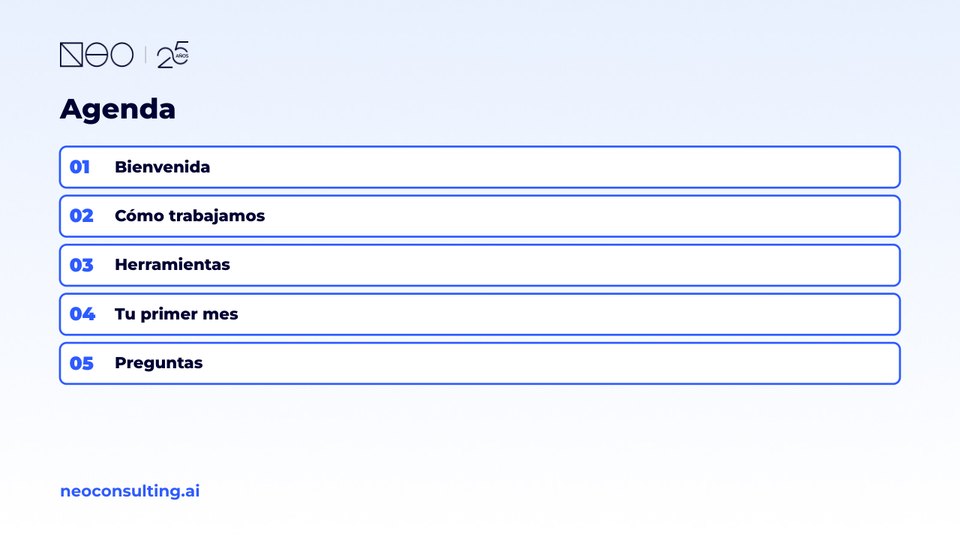 NEO | 25 AÑOS
Agenda
01 Bienvenida
02 Cómo trabajamos
03 Herramientas
04 Tu primer mes
05 Preguntas
neoconsulting.ai